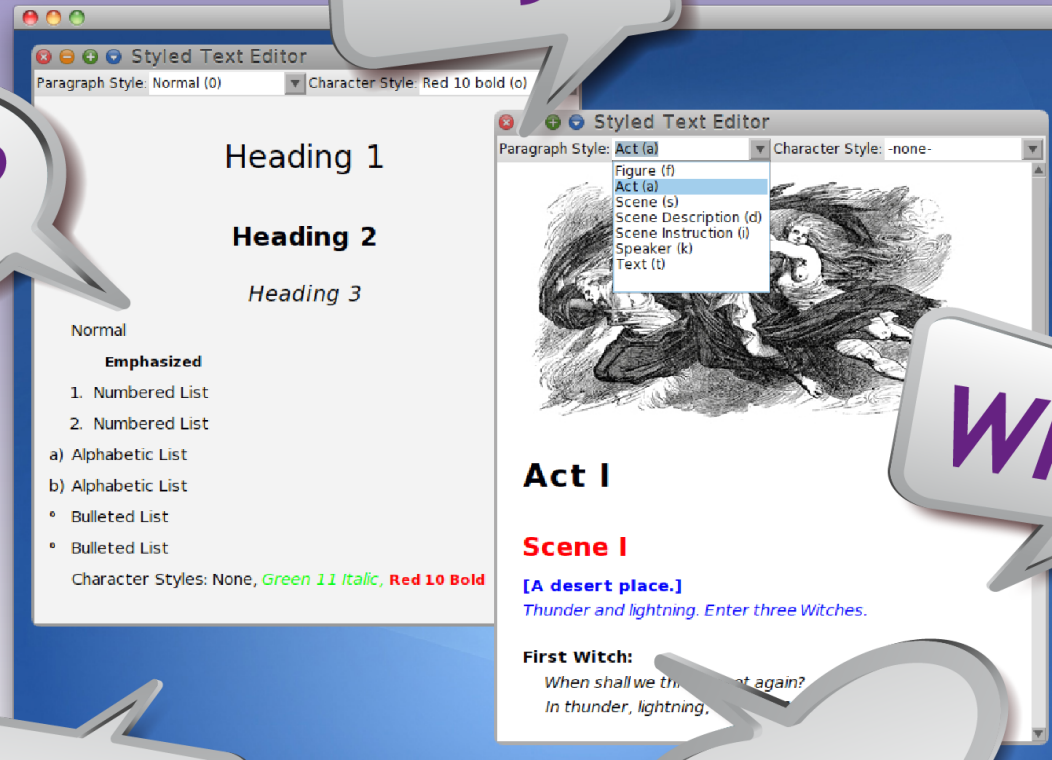 Styled Text Editor
Paragraph Style: Normal (0) Character Style: Red 10 bold (o)
Heading 1
Heading 2
Heading 3
Normal
Emphasized
1. Numbered List
2. Numbered List
a) Alphabetic List
b) Alphabetic List
Bulleted List
Bulleted List
Character Styles: None, Green 11 Italic, Red 10 Bold
Styled Text Editor
Paragraph Style: Act (a) Character Style: -none-
Figure (f)
Act (a)
Scene (s)
Scene Description (d)
Scene Instruction (i)
Speaker (k)
Text (t)
Act I
Scene I
[A desert place.]
Thunder and lightning. Enter three Witches.
First Witch:
When shall we again?
In thunder, lightning,